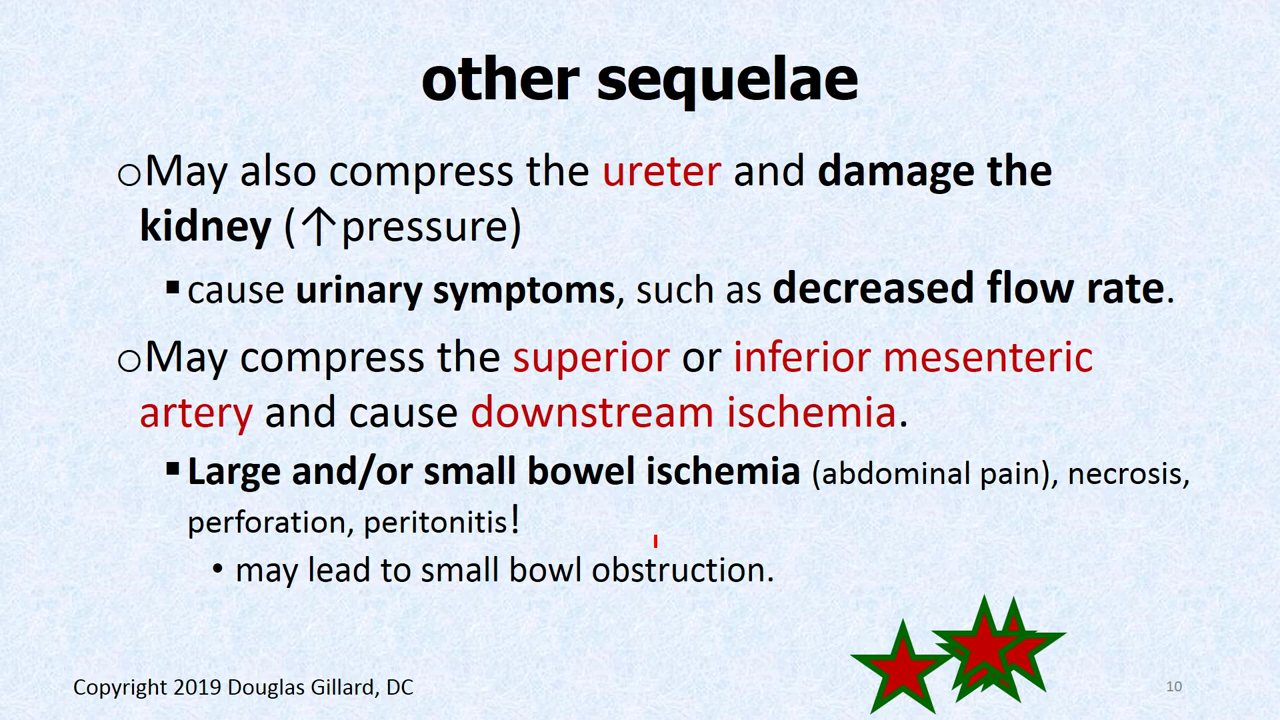 other sequelae
○May also compress the ureter and damage the
kidney (↑pressure)
▪cause urinary symptoms, such as decreased flow rate.
○May compress the superior or inferior mesenteric
artery and cause downstream ischemia.
▪Large and/or small bowel ischemia (abdominal pain), necrosis,
perforation, peritonitis!
• may lead to small bowl obstruction.
Copyright 2019 Douglas Gillard, DC
10